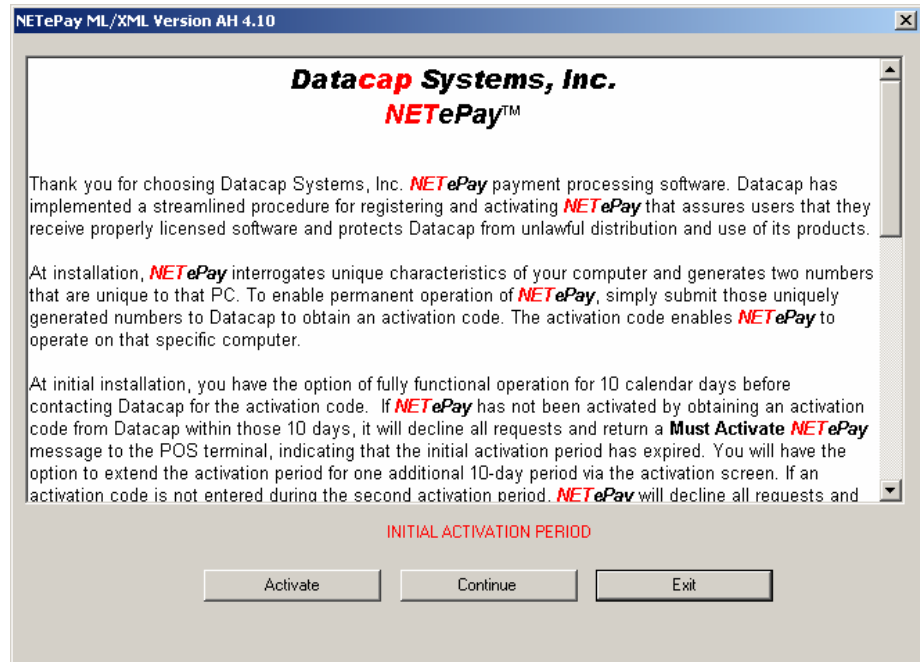 NETePay ML/XML Version AH 4.10
Datacap Systems, Inc.
NETePay™
Thank you for choosing Datacap Systems, Inc. NETePay payment processing software. Datacap has
implemented a streamlined procedure for registering and activating NETePay that assures users that they
receive properly licensed software and protects Datacap from unlawful distribution and use of its products.
At installation, NETePay interrogates unique characteristics of your computer and generates two numbers
that are unique to that PC. To enable permanent operation of NETePay, simply submit those uniquely
generated numbers to Datacap to obtain an activation code. The activation code enables NETePay to
operate on that specific computer.
At initial installation, you have the option of fully functional operation for 10 calendar days before
contacting Datacap for the activation code.  If NETePay has not been activated by obtaining an activation
code from Datacap within those 10 days, it will decline all requests and return a Must Activate NETePay
message to the POS terminal, indicating that the initial activation period has expired. You will have the
option to extend the activation period for one additional 10-day period via the activation screen. If an
activation code is not entered during the second activation period, NETePay will decline all requests and
INITIAL ACTIVATION PERIOD
Activate Continue Exit